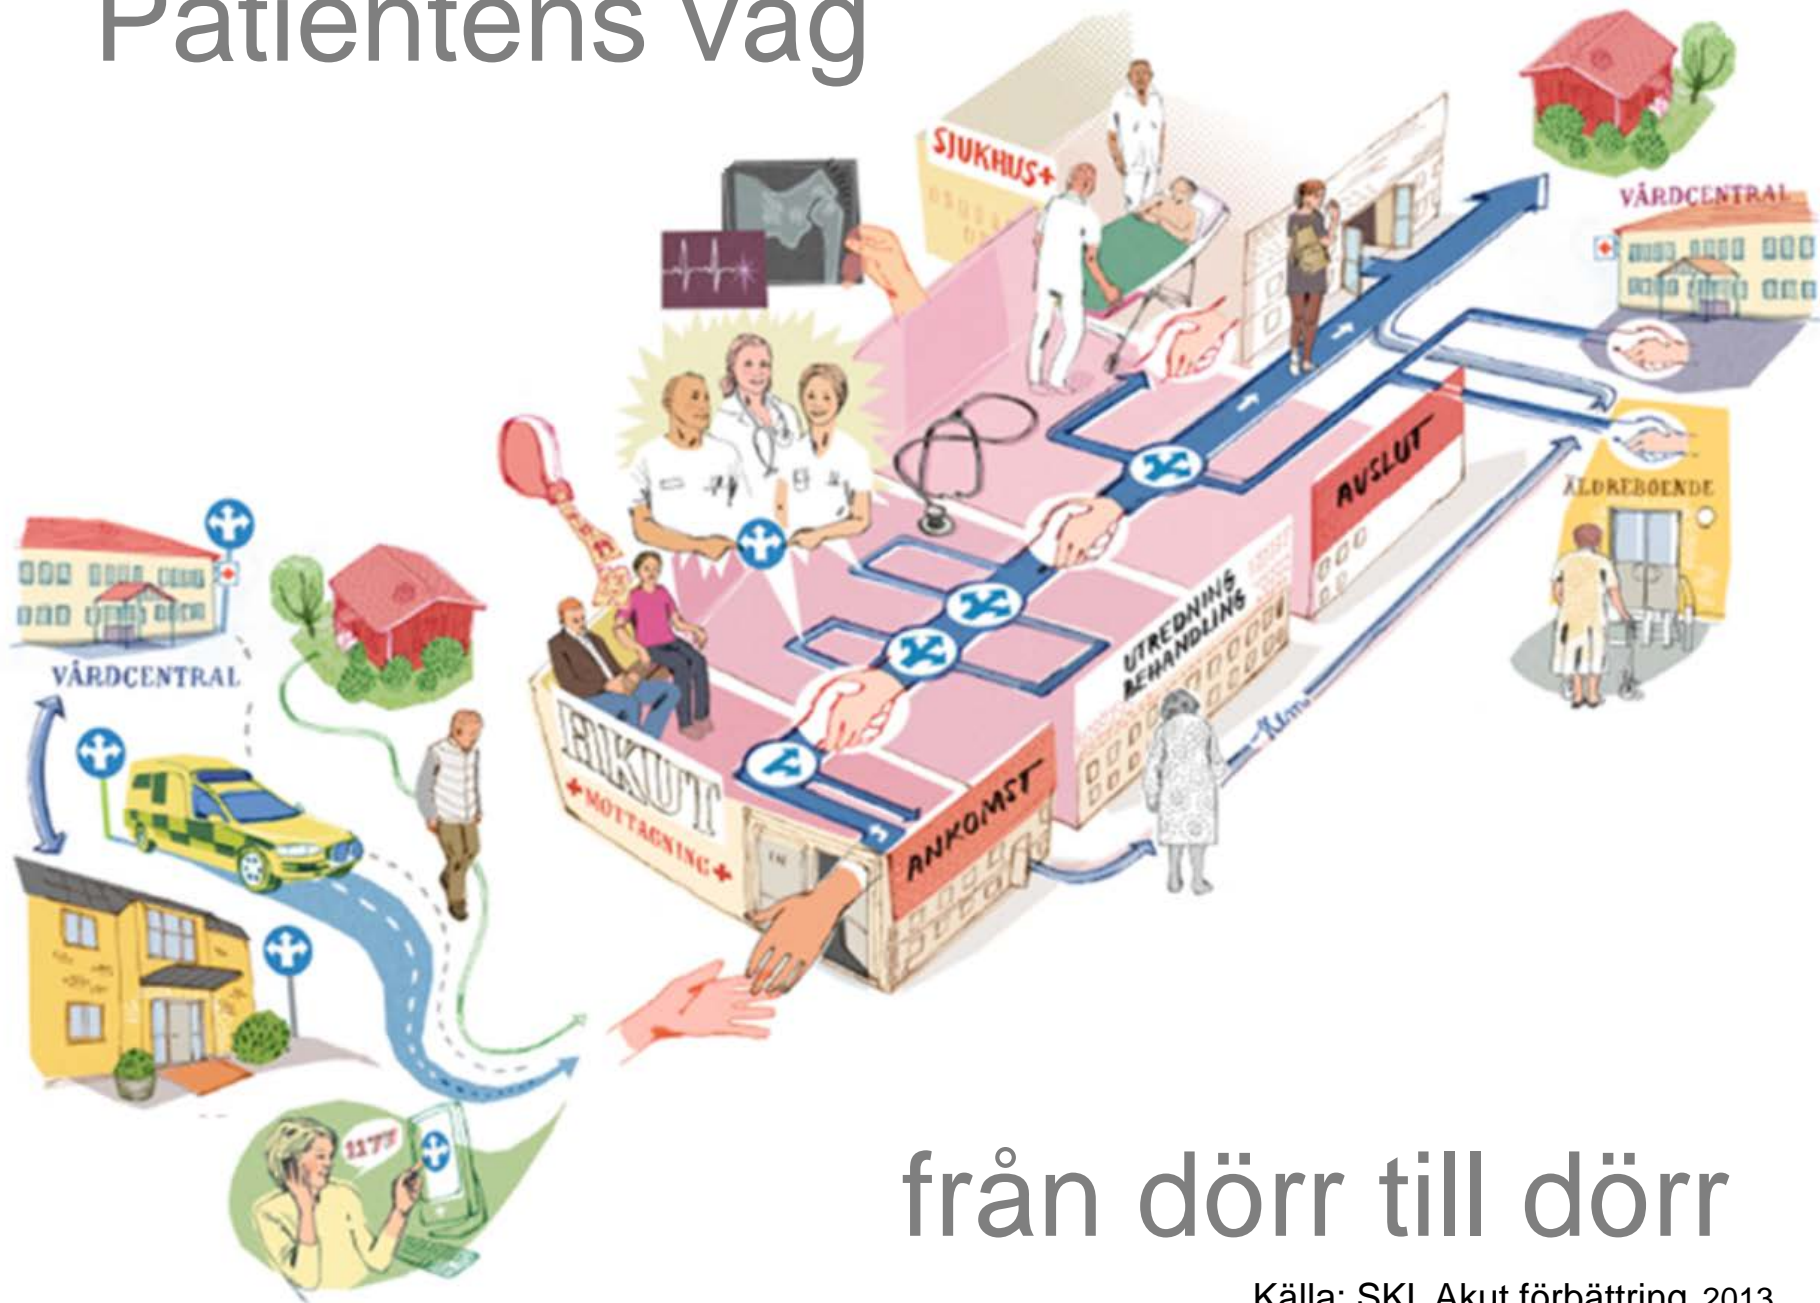 Patientens väg
SJUKHUS+
VÅRDCENTRAL
AVSLUT
ÄLDREBOENDE
UTREDNING
BEHANDLING
VÅRDCENTRAL
AKUT
+MOTTAGNING+
ANKOMST
1177
från dörr till dörr
Källa: SKL Akut förbättring 2013